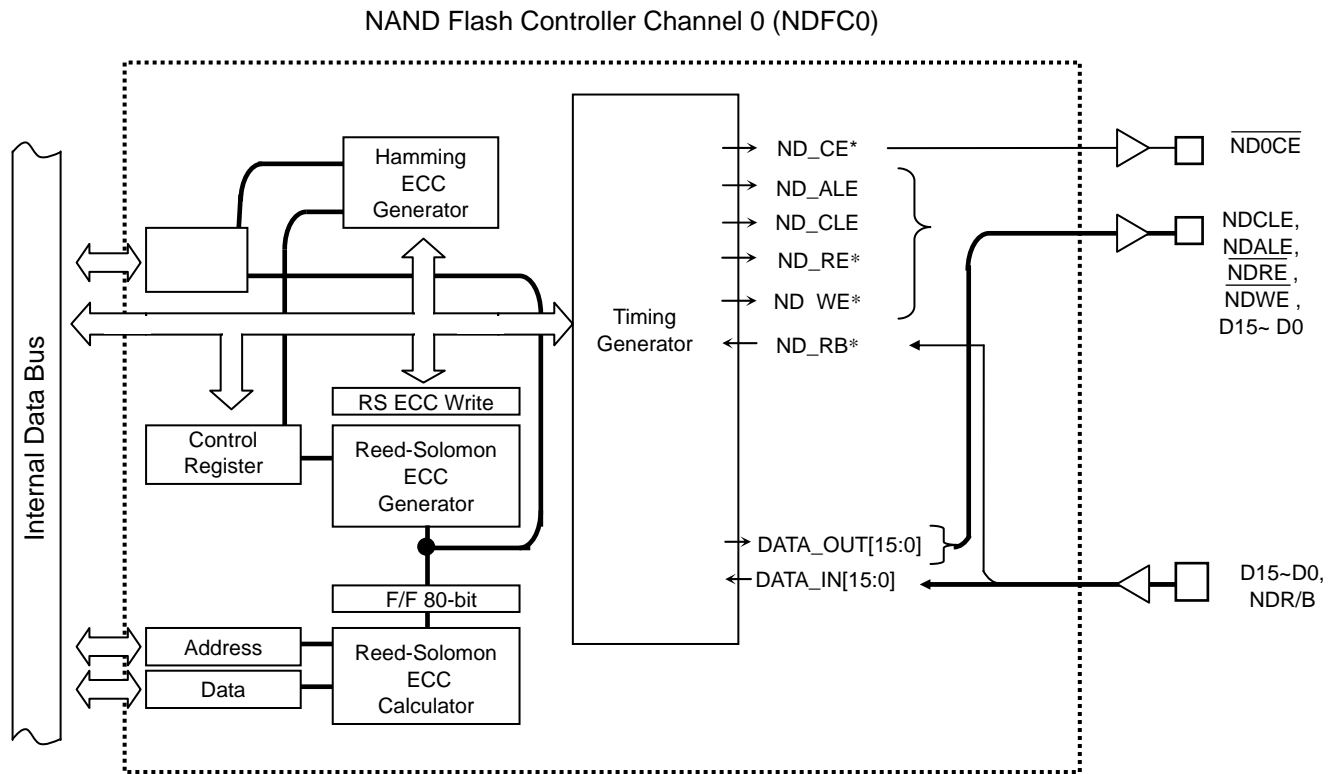 NAND Flash Controller Channel 0 (NDFC0)
Internal Data Bus
Hamming
ECC
Generator
RS ECC Write
Control
Register
Reed-Solomon
ECC
Generator
F/F 80-bit
Address
Data
Reed-Solomon
ECC
Calculator
Timing
Generator
ND_CE*
ND_ALE
ND_CLE
ND_RE*
ND WE*
ND_RB*
DATA_OUT[15:0]
DATA_IN[15:0]
ND0CE
NDCLE,
NDALE,
NDRE ,
NDWE ,
D15~ D0
D15~D0,
NDR/B